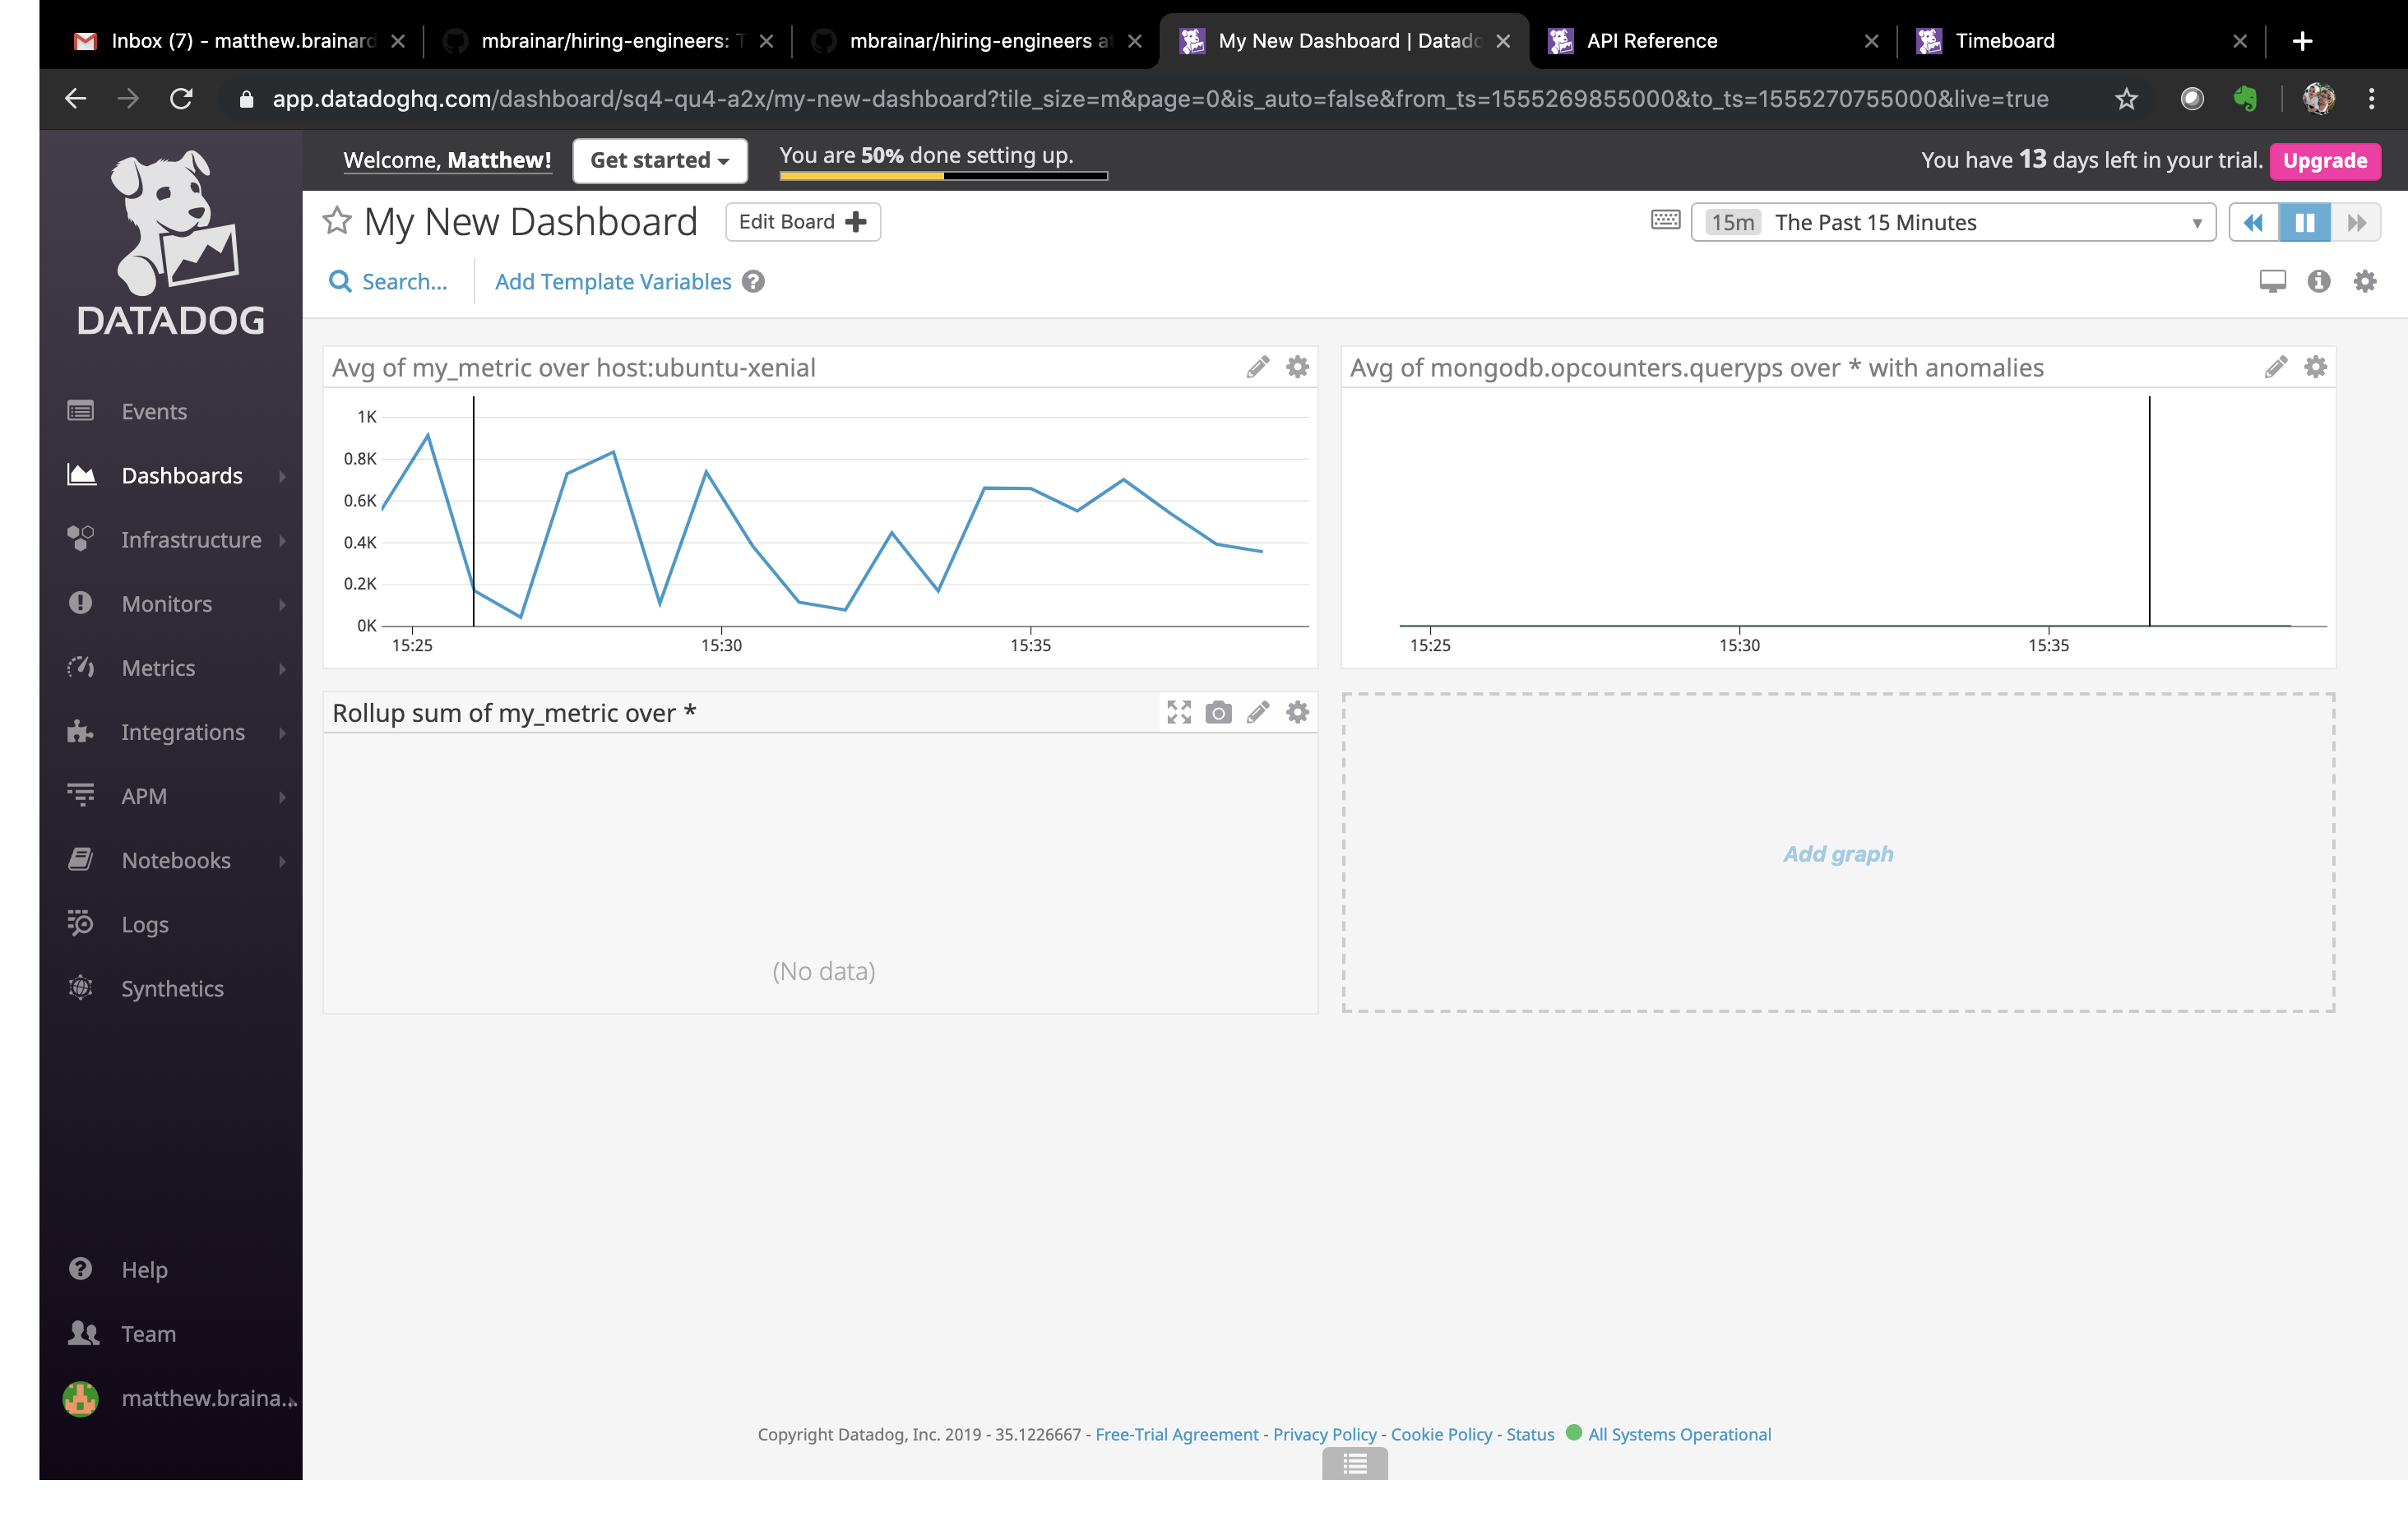 Inbox (7) - matthew.brainard
mbrainar/hiring-engineers: T
mbrainar/hiring-engineers at
My New Dashboard | Datado
API Reference
Timeboard
app.datadoghq.com/dashboard/sq4-qu4-a2x/my-new-dashboard?tile_size=m&page=0&is_auto=false&from_ts=1555269855000&to_ts=1555270755000&live=true
DATADOG
Events
Dashboards
Infrastructure
Monitors
Metrics
Integrations
APM
Notebooks
Logs
Synthetics
Help
Team
matthew.braina...
Welcome, Matthew!
Get started
You are 50% done setting up.
You have 13 days left in your trial.
Upgrade
My New Dashboard
Edit Board
15m The Past 15 Minutes
Search...
Add Template Variables
Avg of my_metric over host:ubuntu-xenial
1K
0.8K
0.6K
0.4K
0.2K
0K
15:25 15:30 15:35
Avg of mongodb.opcounters.queryps over * with anomalies
15:25 15:30 15:35
Rollup sum of my_metric over *
(No data)
Add graph
Copyright Datadog, Inc. 2019 - 35.1226667 - Free-Trial Agreement - Privacy Policy - Cookie Policy - Status All Systems Operational